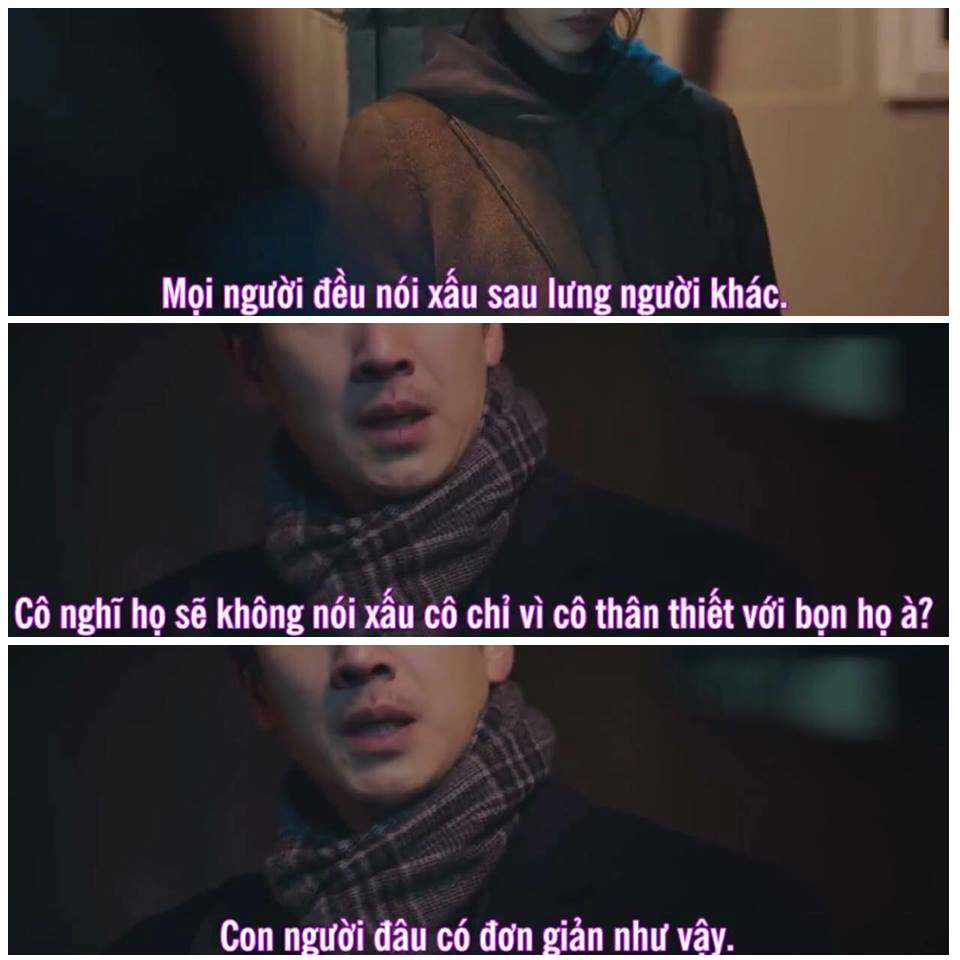 Mọi người đều nói xấu sau lưng người khác.
Cô nghĩ họ sẽ không nói xấu cô chỉ vì cô thân thiết với bọn họ à?
Con người đâu có đơn giản như vậy.